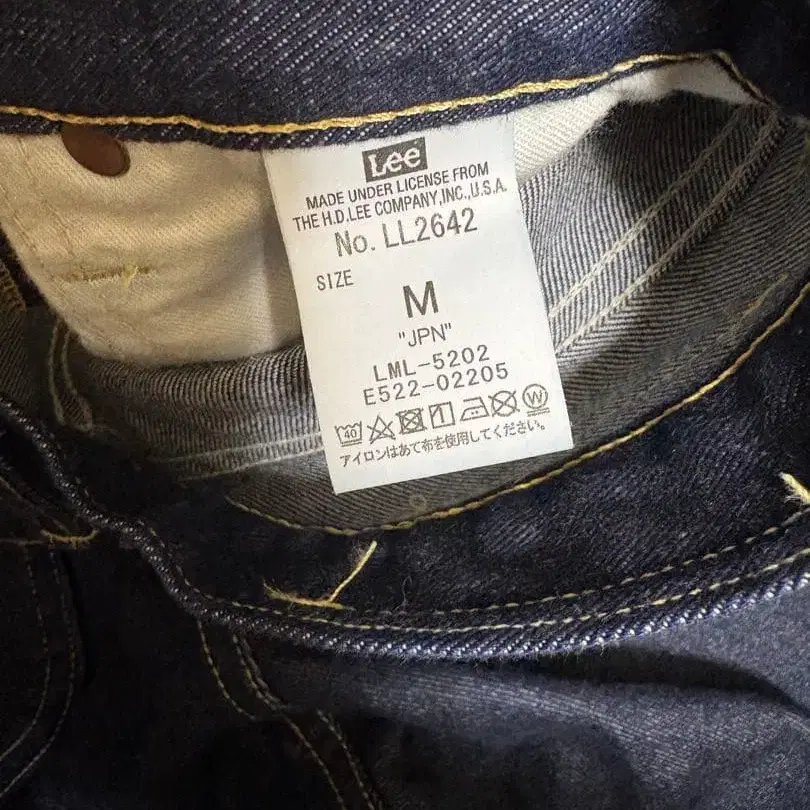 Lee
MADE UNDER LICENSE FROM
THE H.D.LEE COMPANY,INC.,U.S.A.
No. LL2642
SIZE
M
"JPN"
LML-5202
E522-02205
40 W
アイロンはあて布を使用してください。